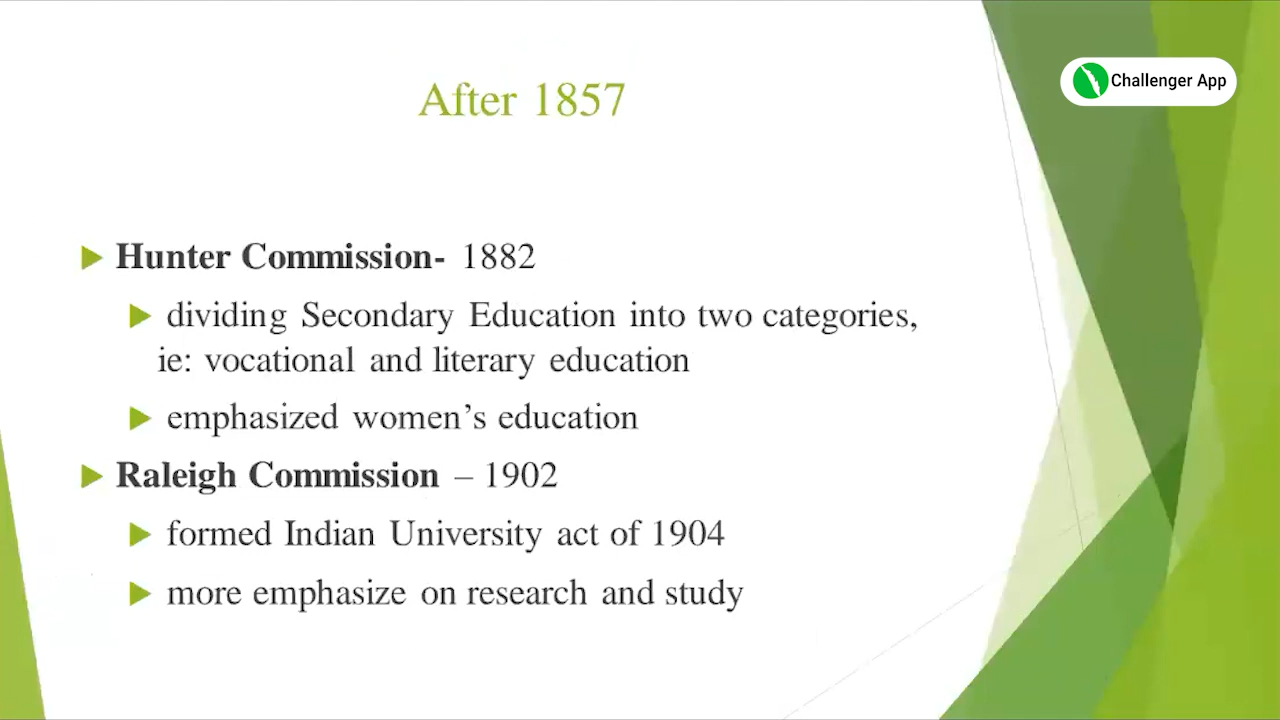 Challenger App
After 1857
Hunter Commission- 1882
dividing Secondary Education into two categories,
ie: vocational and literary education
emphasized women’s education
Raleigh Commission – 1902
formed Indian University act of 1904
more emphasize on research and study